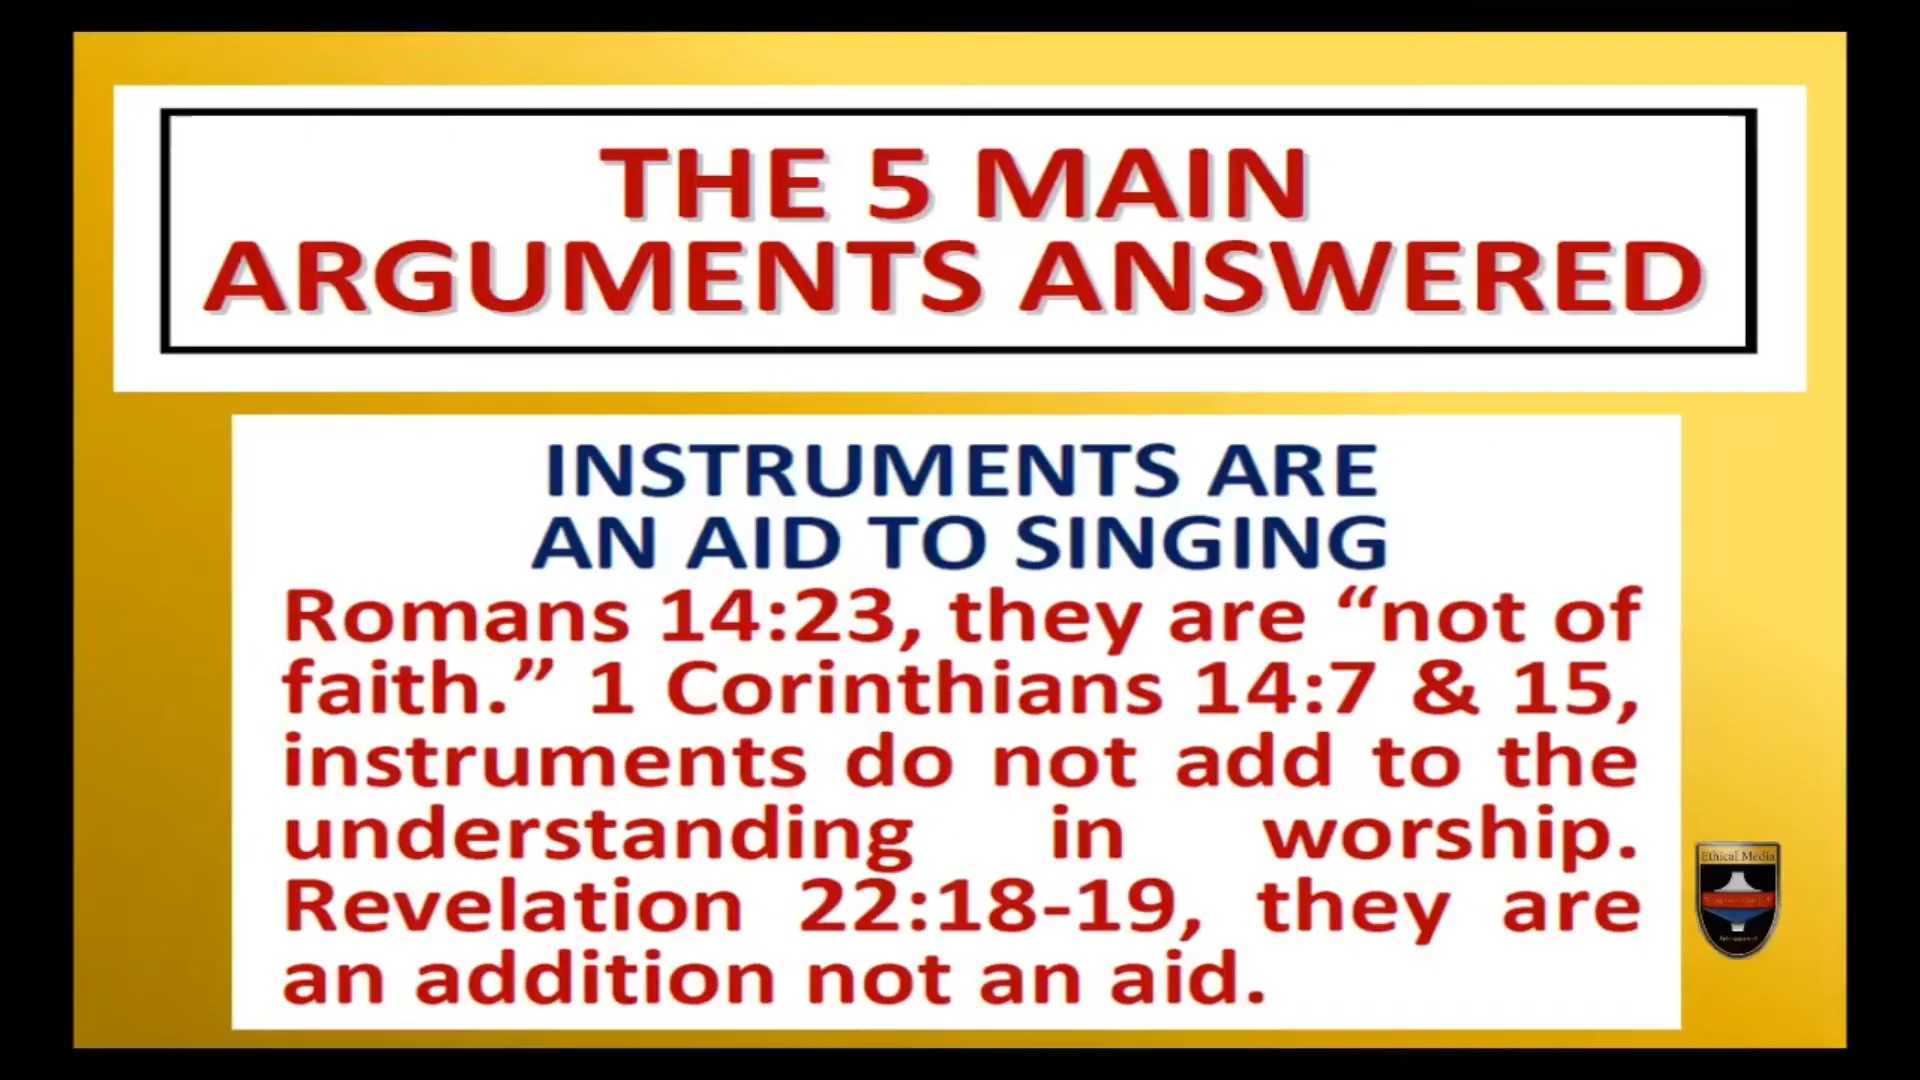 THE 5 MAIN
ARGUMENTS ANSWERED
INSTRUMENTS ARE
AN AID TO SINGING
Romans 14:23, they are “not of
faith.” 1 Corinthians 14:7 & 15,
instruments do not add to the
understanding in worship.
Revelation 22:18-19, they are
an addition not an aid.
Ethical Media